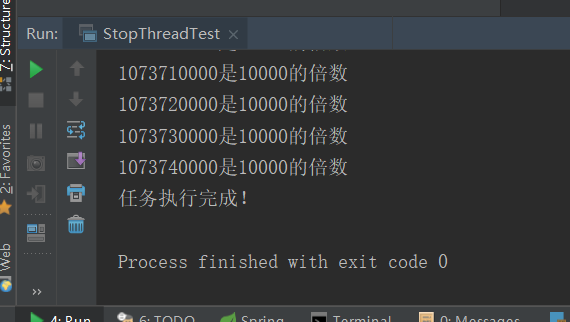 Z: Structure
Run: StopThreadTest ×
1073710000是10000的倍数
1073720000是10000的倍数
1073730000是10000的倍数
1073740000是10000的倍数
任务执行完成!
Process finished with exit code 0
2: Favorites
Web
4: Run 6: TODO Spring Terminal 0: Messages